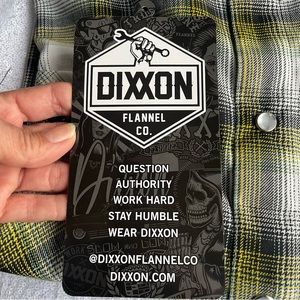 DIXXON
FLANNEL
CO.
QUESTION
AUTHORITY
WORK HARD
STAY HUMBLE
WEAR DIXXON
@DIXXONFLANNELCO
DIXXON.COM